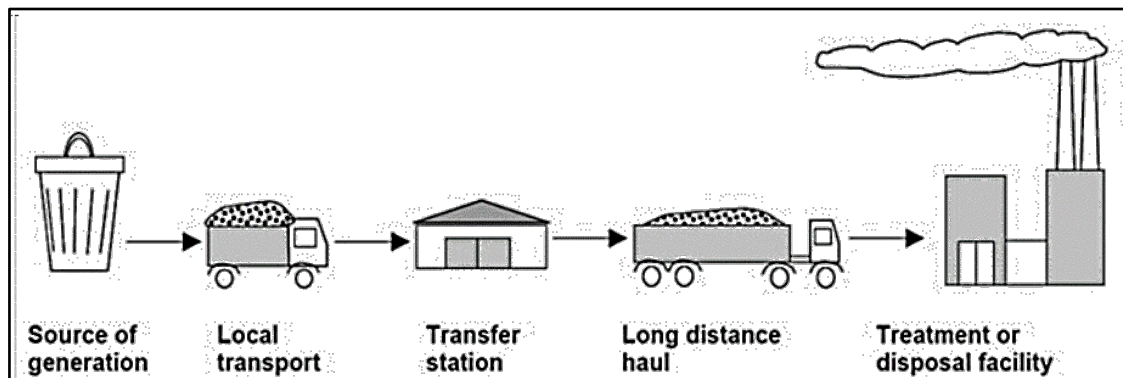 Source of
generation
Local
transport
Transfer
station
Long distance
haul
Treatment or
disposal facility